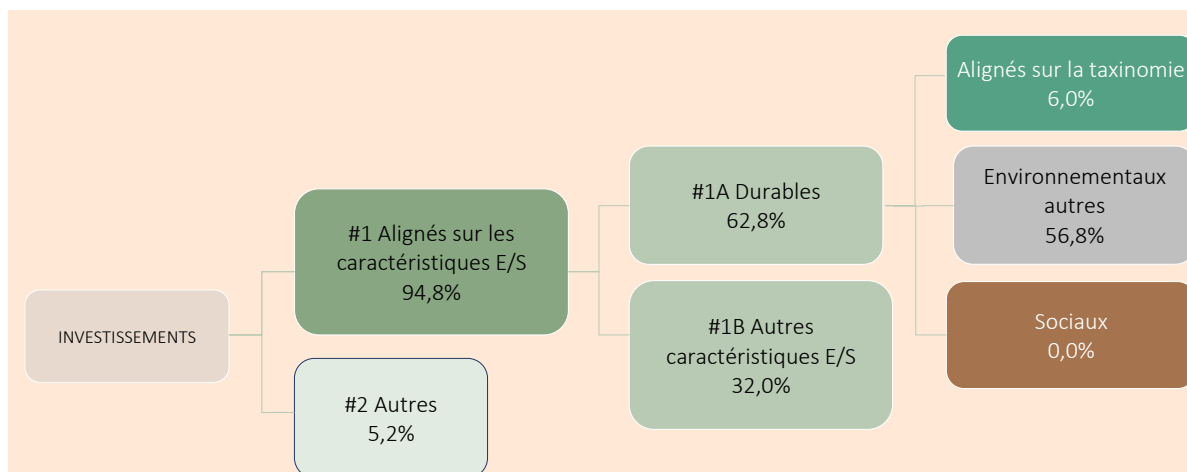 INVESTISSEMENTS
#1 Alignés sur les
caractéristiques E/S
94,8%
#2 Autres
5,2%
#1A Durables
62,8%
#1B Autres
caractéristiques E/S
32,0%
Alignés sur la taxinomie
6,0%
Environnementaux
autres
56,8%
Sociaux
0,0%